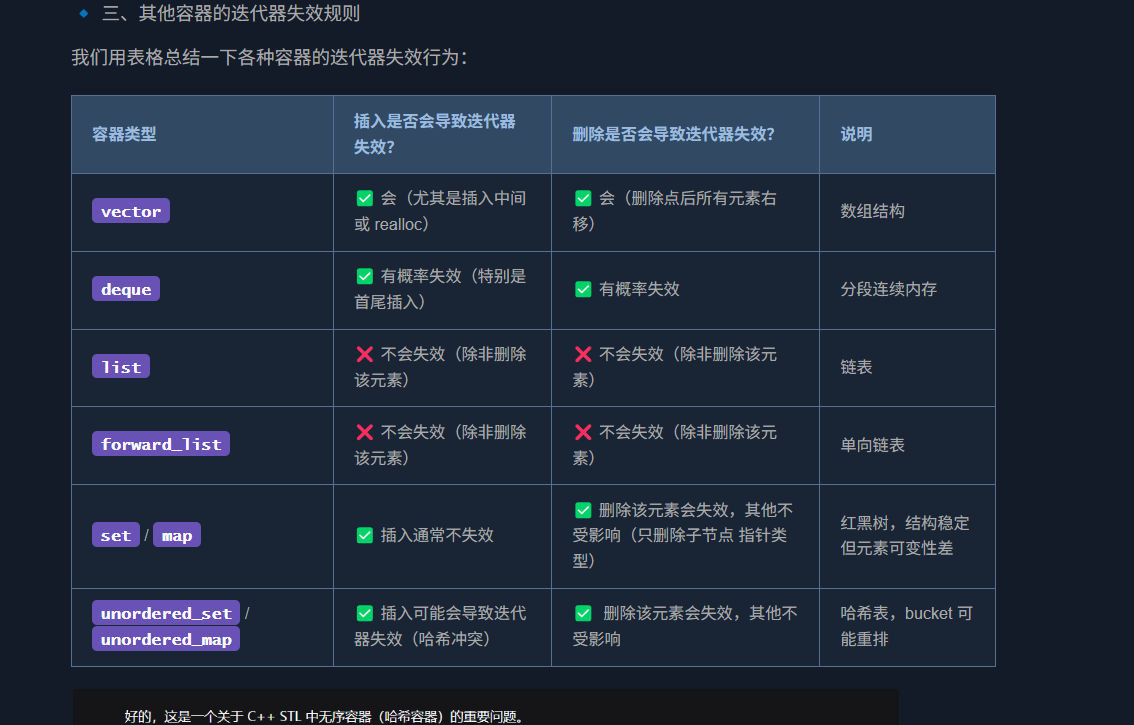 三、其他容器的迭代器失效规则
我们用表格总结一下各种容器的迭代器失效行为：
容器类型
插入是否会导致迭代器
失效？
删除是否会导致迭代器失效？
说明
vector
✅ 会（尤其是插入中间
或 realloc）
✅ 会（删除点后所有元素右
移）
数组结构
deque
✅ 有概率失效（特别是
首尾插入）
✅ 有概率失效
分段连续内存
list
❌ 不会失效（除非删除
该元素）
❌ 不会失效（除非删除该元
素）
链表
forward_list
❌ 不会失效（除非删除
该元素）
❌ 不会失效（除非删除该元
素）
单向链表
set / map
✅ 插入通常不失效
✅ 删除该元素会失效，其他不
受影响（只删除子节点 指针类
型）
红黑树，结构稳定
但元素可变性差
unordered_set /
unordered_map
✅ 插入可能会导致迭代
器失效（哈希冲突）
✅ 删除该元素会失效，其他不
受影响
哈希表，bucket 可
能重排
好的，这是一个关于 C++ STL 中无序容器（哈希容器）的重要问题。